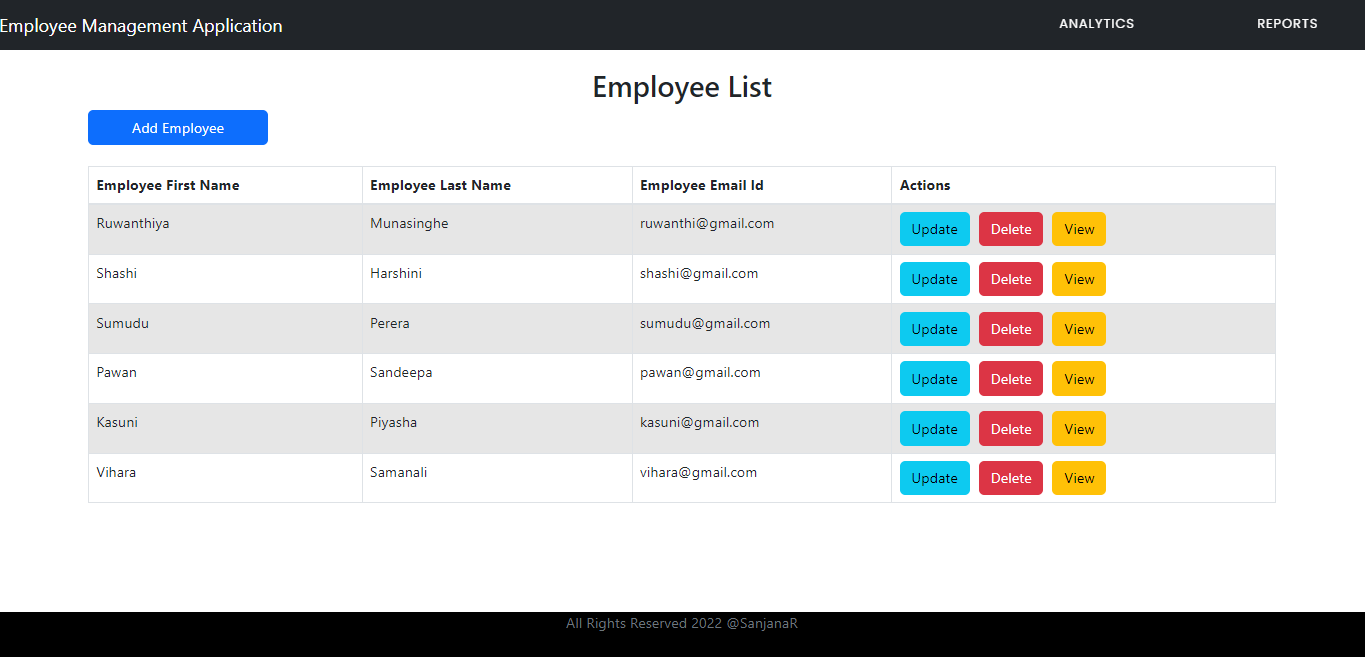 Employee Management Application ANALYTICS REPORTS
Employee List
Add Employee
Employee First Name Employee Last Name Employee Email Id Actions
Ruwanthiya Munasinghe ruwanthi@gmail.com Update Delete View
Shashi Harshini shashi@gmail.com Update Delete View
Sumudu Perera sumudu@gmail.com Update Delete View
Pawan Sandeepa pawan@gmail.com Update Delete View
Kasuni Piyasha kasuni@gmail.com Update Delete View
Vihara Samanali vihara@gmail.com Update Delete View
All Rights Reserved 2022 @SanjanaR